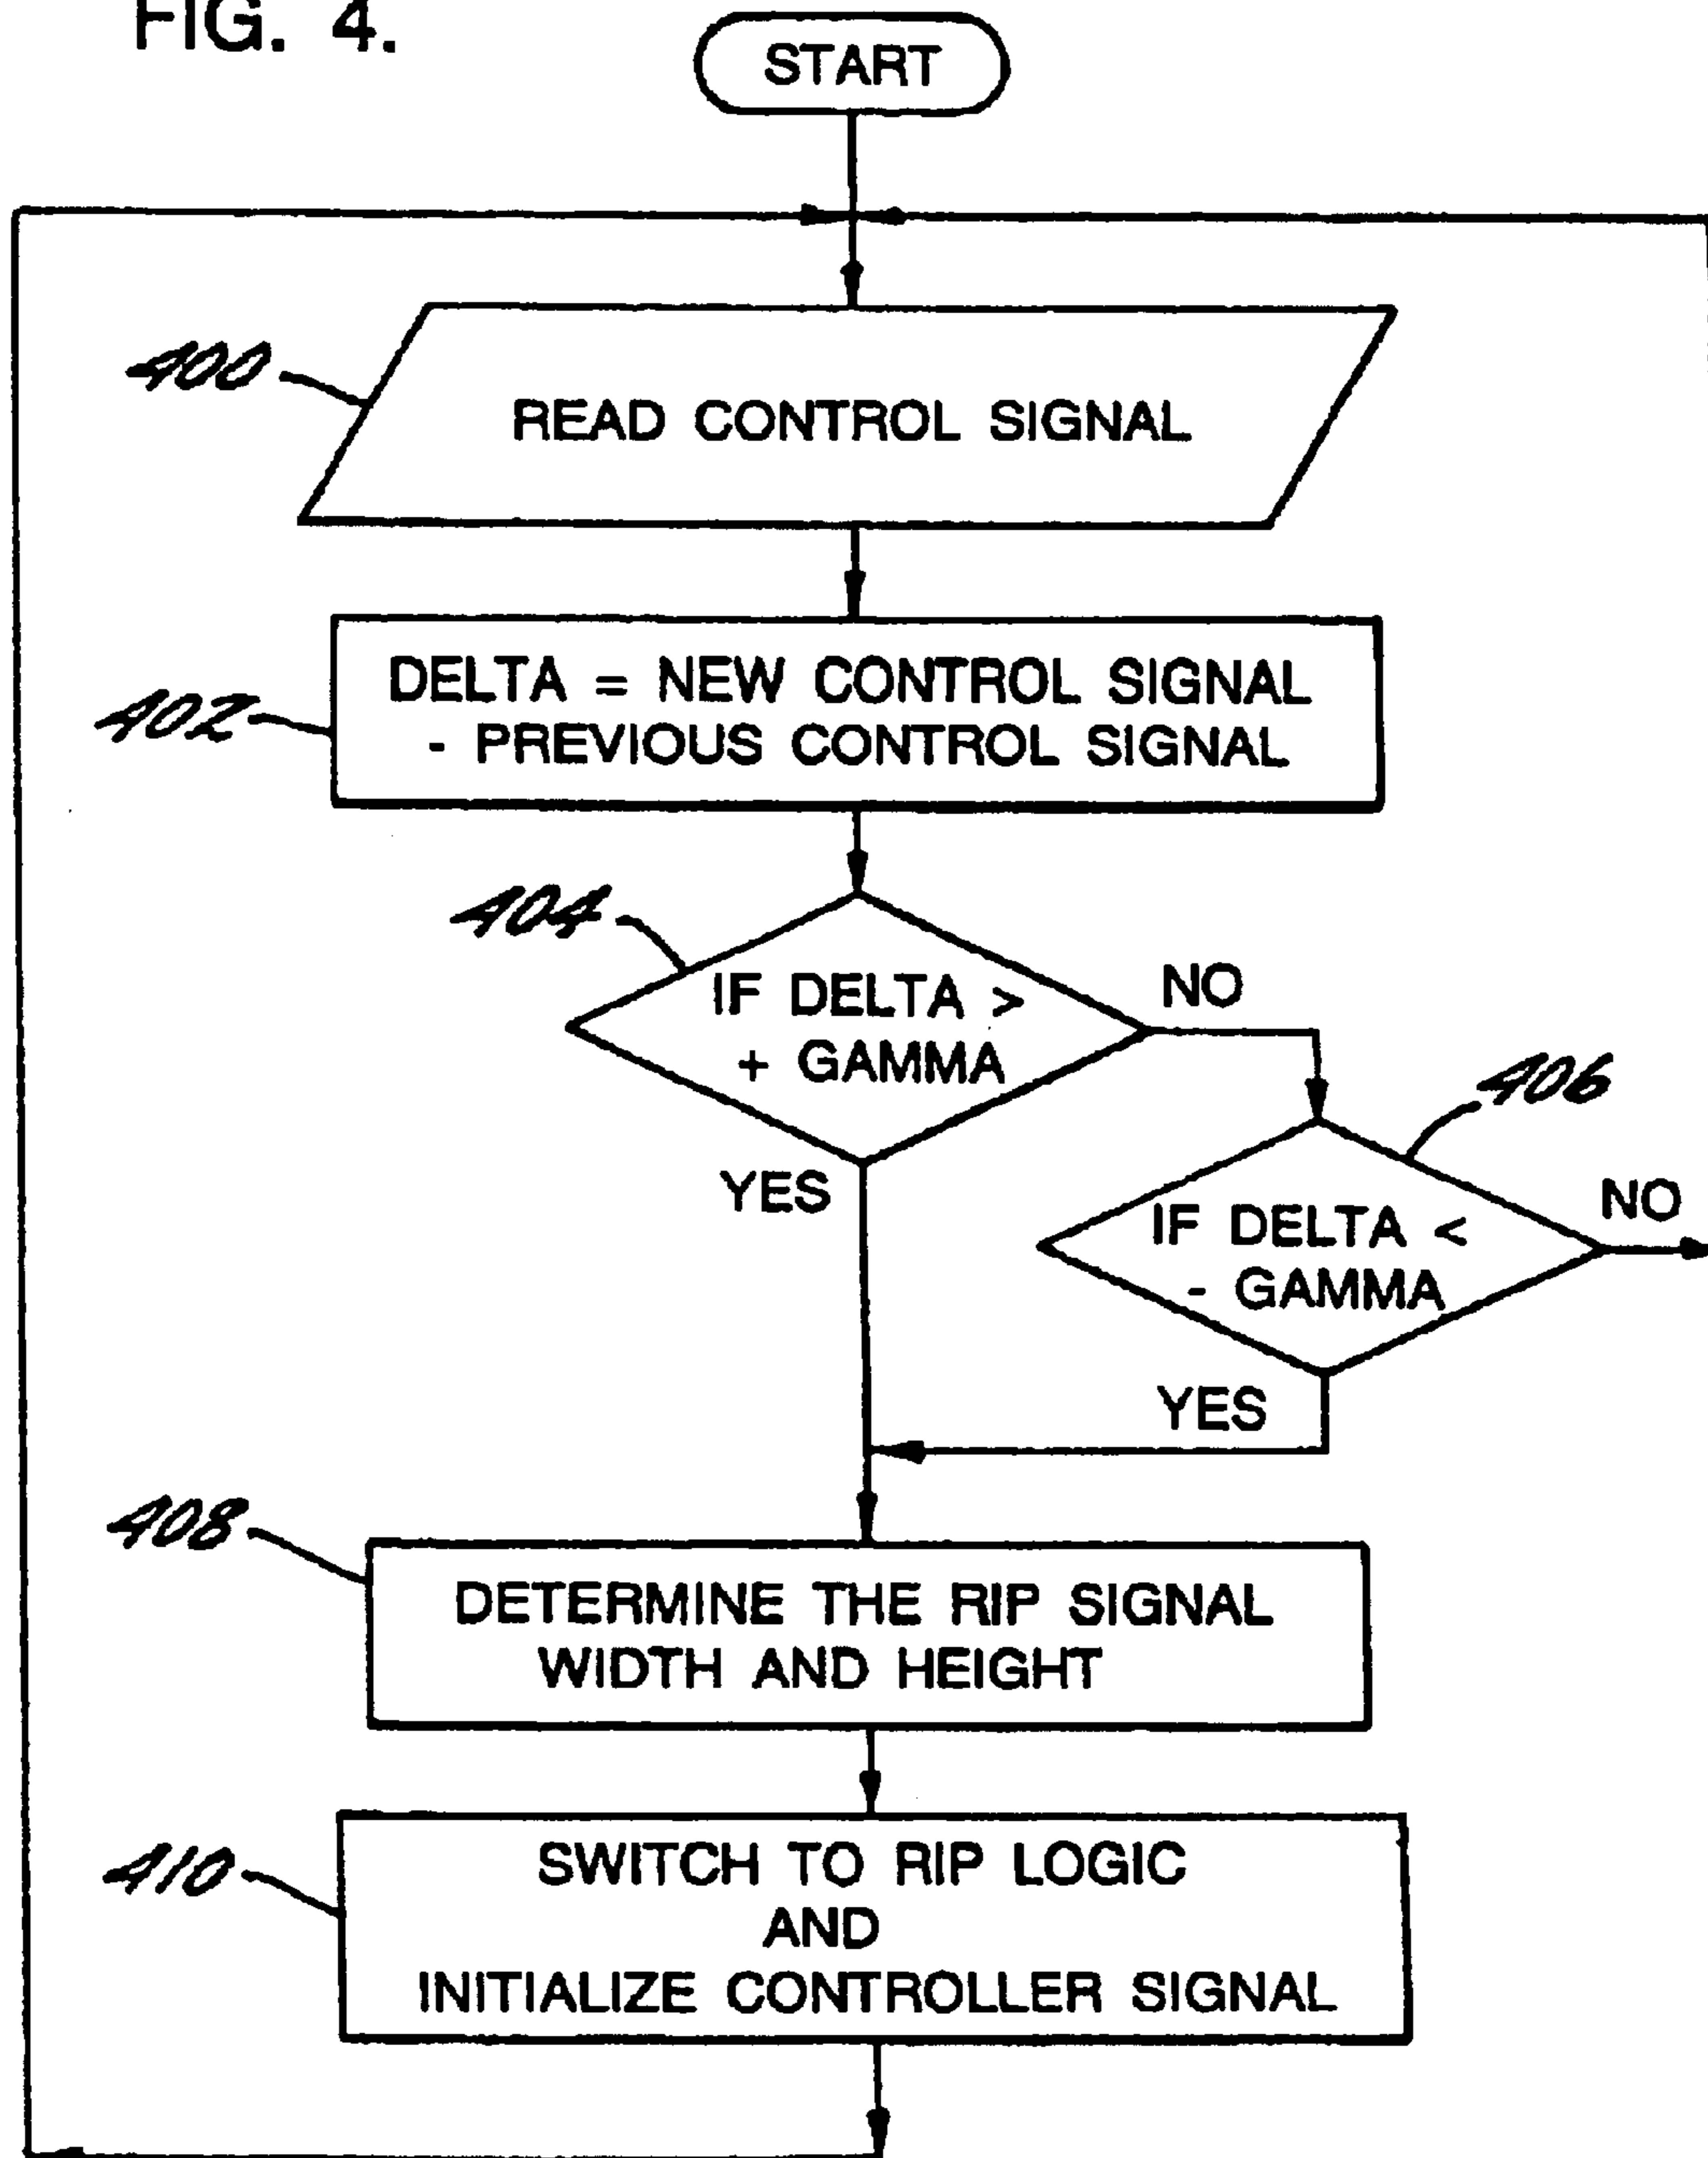 FIG. 4.
START
400
READ CONTROL SIGNAL
402
DELTA = NEW CONTROL SIGNAL
- PREVIOUS CONTROL SIGNAL
404
IF DELTA >
+ GAMMA
NO
YES
406
IF DELTA <
- GAMMA
NO
YES
408
DETERMINE THE RIP SIGNAL
WIDTH AND HEIGHT
410
SWITCH TO RIP LOGIC
AND
INITIALIZE CONTROLLER SIGNAL